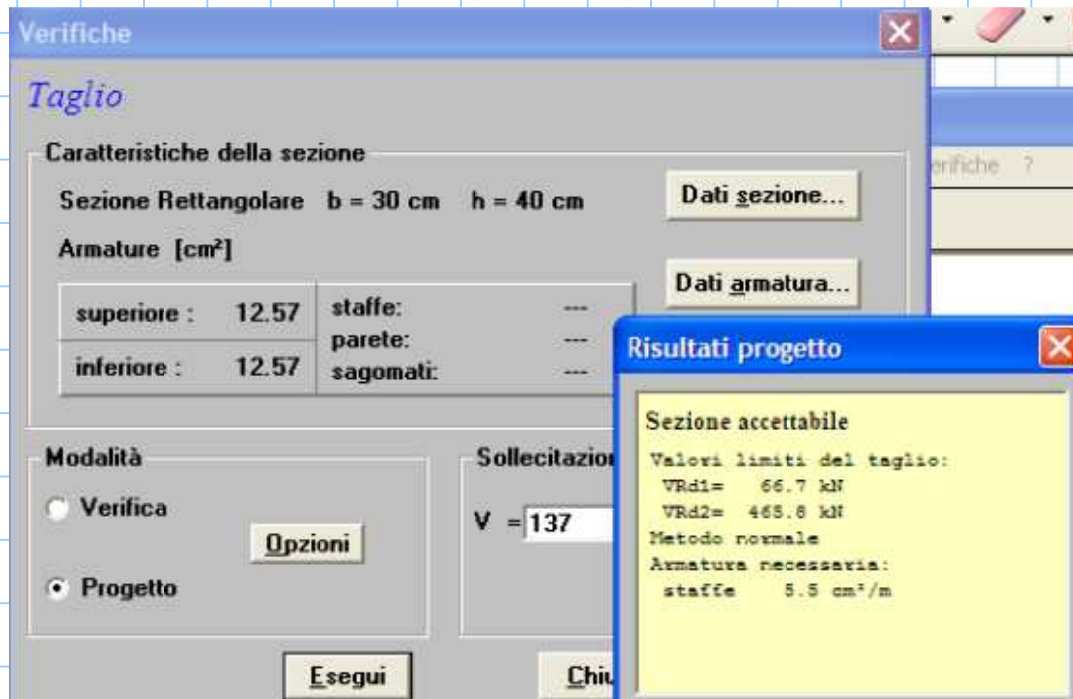 Verifiche
Taglio
Caratteristiche della sezione
Sezione Rettangolare b = 30 cm h = 40 cm
Dati sezione...
Armature [cm²]
Dati armatura...
superiore : 12.57
staffe: ---
parete: ---
inferiore : 12.57
sagomati: ---
erifiche ?
Modalità
Verifica
Opzioni
Progetto
Sollecitazion
V = 137
Esegui
Chiu
Risultati progetto
Sezione accettabile
Valori limiti del taglio:
VRd1= 66.7 kN
VRd2= 465.8 kN
Metodo normale
Armatura necessaria:
staffe 5.5 cm²/m